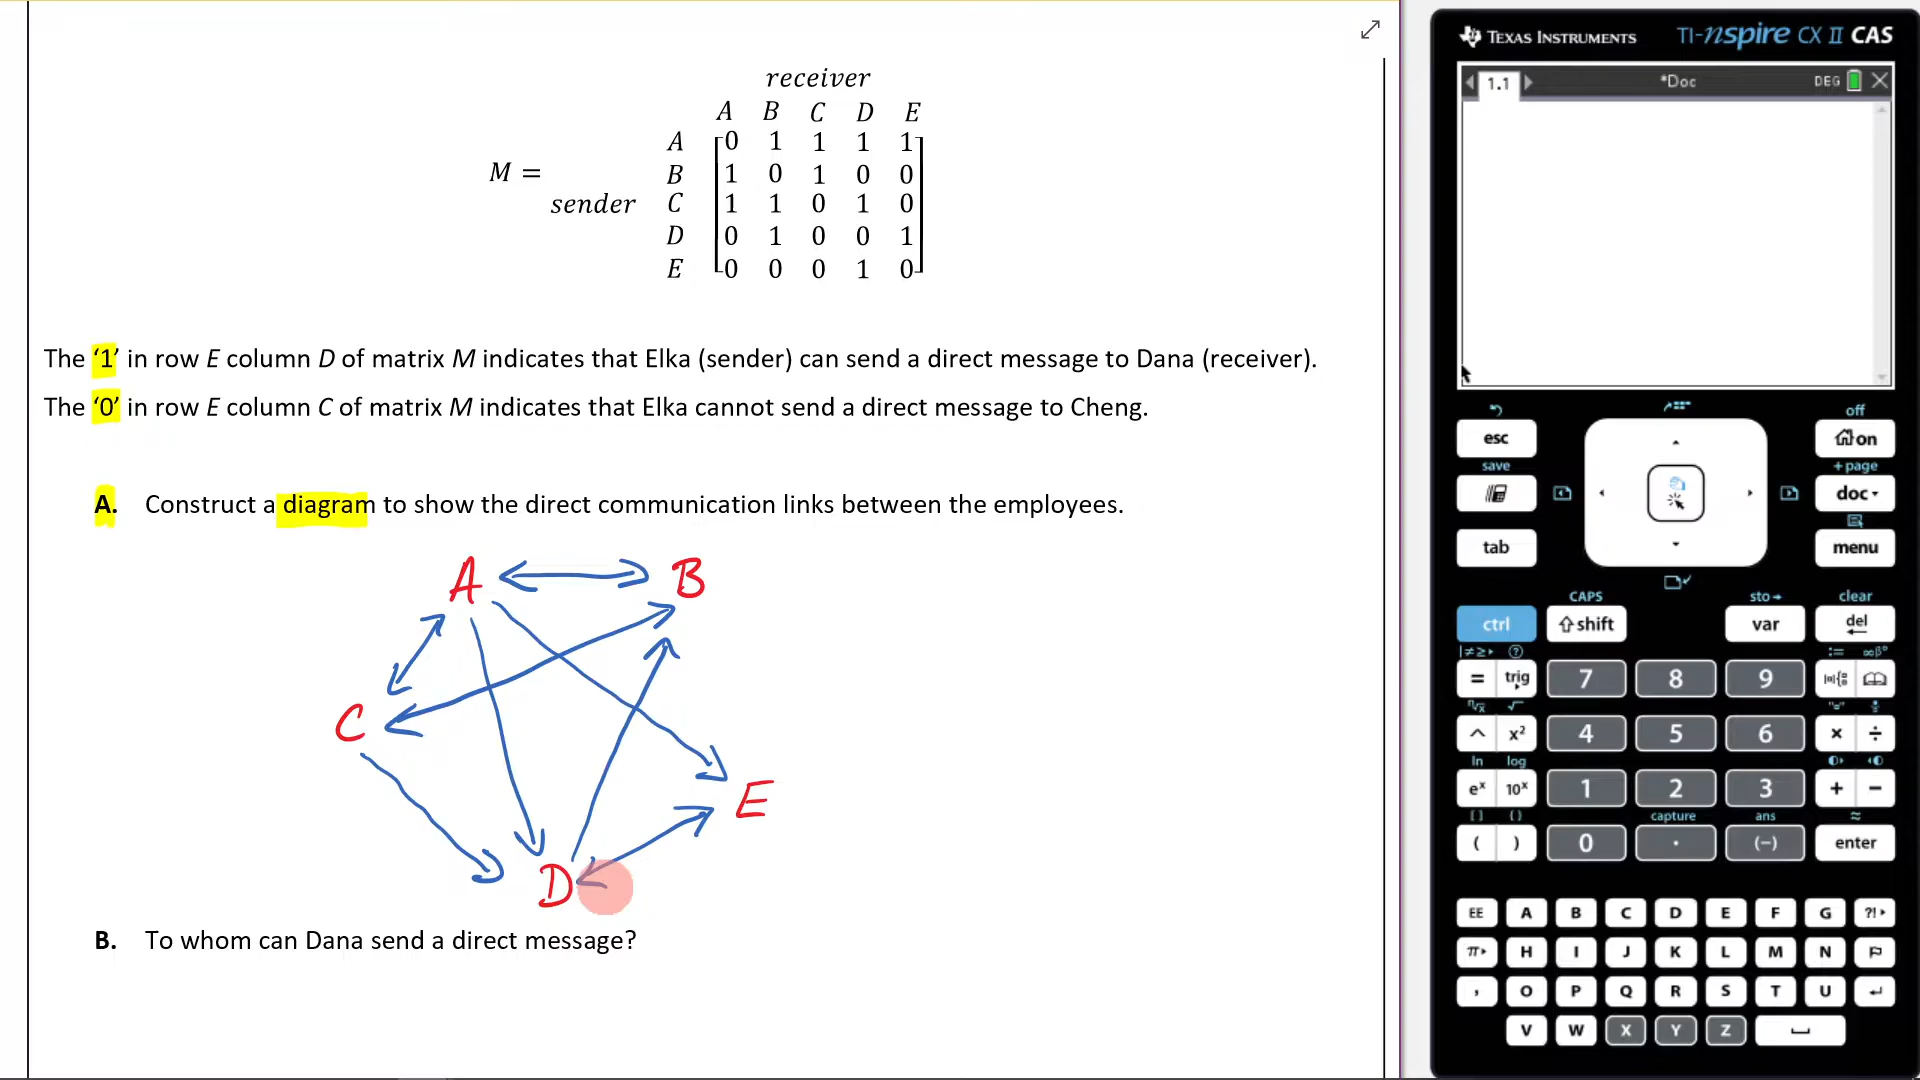 receiver
A B C D E
A 0 1 1 1 1
M = B 1 0 1 0 0
sender C 1 1 0 1 0
D 0 1 0 0 1
E 0 0 0 1 0
The ‘1’ in row E column D of matrix M indicates that Elka (sender) can send a direct message to Dana (receiver).
The ‘0’ in row E column C of matrix M indicates that Elka cannot send a direct message to Cheng.
A. Construct a diagram to show the direct communication links between the employees.
A B
C
E
D
B. To whom can Dana send a direct message?
TEXAS INSTRUMENTS TI-nspire CX II CAS
1.1 *Doc DEG
off
esc on
save +page
doc
tab menu
CAPS sto clear
ctrl shift var del
= trig 7 8 9
^ x² 4 5 6 × ÷
ln log
eˣ 10ˣ 1 2 3 + −
[ ] { } capture ans ≈
( ) 0 . (−) enter
EE A B C D E F G ?!
π H I J K L M N
, O P Q R S T U
V W X Y Z